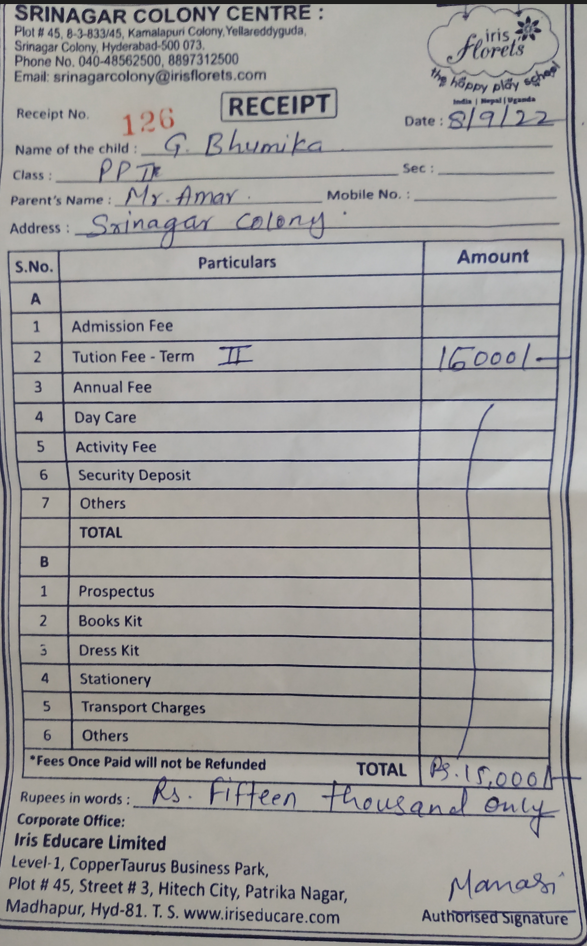 SRINAGAR COLONY CENTRE :
Plot # 45, 8-3-833/45, Kamalapuri Colony,Yellareddyguda,
Srinagar Colony, Hyderabad-500 073.
Phone No. 040-48562500, 8897312500
Email: srinagarcolony@irisflorets.com
iris
florets
the happy play school
India | Nepal | Uganda
Receipt No. 126 RECEIPT Date : 8/9/22
Name of the child : G. Bhumika
Class : PP II Sec :
Parent's Name : Mr. Amar. Mobile No. :
Address : Srinagar colony
S.No. Particulars Amount
A
1 Admission Fee
2 Tution Fee - Term II 15000/-
3 Annual Fee
4 Day Care
5 Activity Fee
6 Security Deposit
7 Others
TOTAL
B
1 Prospectus
2 Books Kit
3 Dress Kit
4 Stationery
5 Transport Charges
6 Others
*Fees Once Paid will not be Refunded TOTAL Rs. 15,000/-
Rupees in words : Rs. Fifteen thousand only
Corporate Office:
Iris Educare Limited
Level-1, CopperTaurus Business Park,
Plot # 45, Street # 3, Hitech City, Patrika Nagar,
Madhapur, Hyd-81. T. S. www.iriseducare.com
Manasi
Authorised Signature